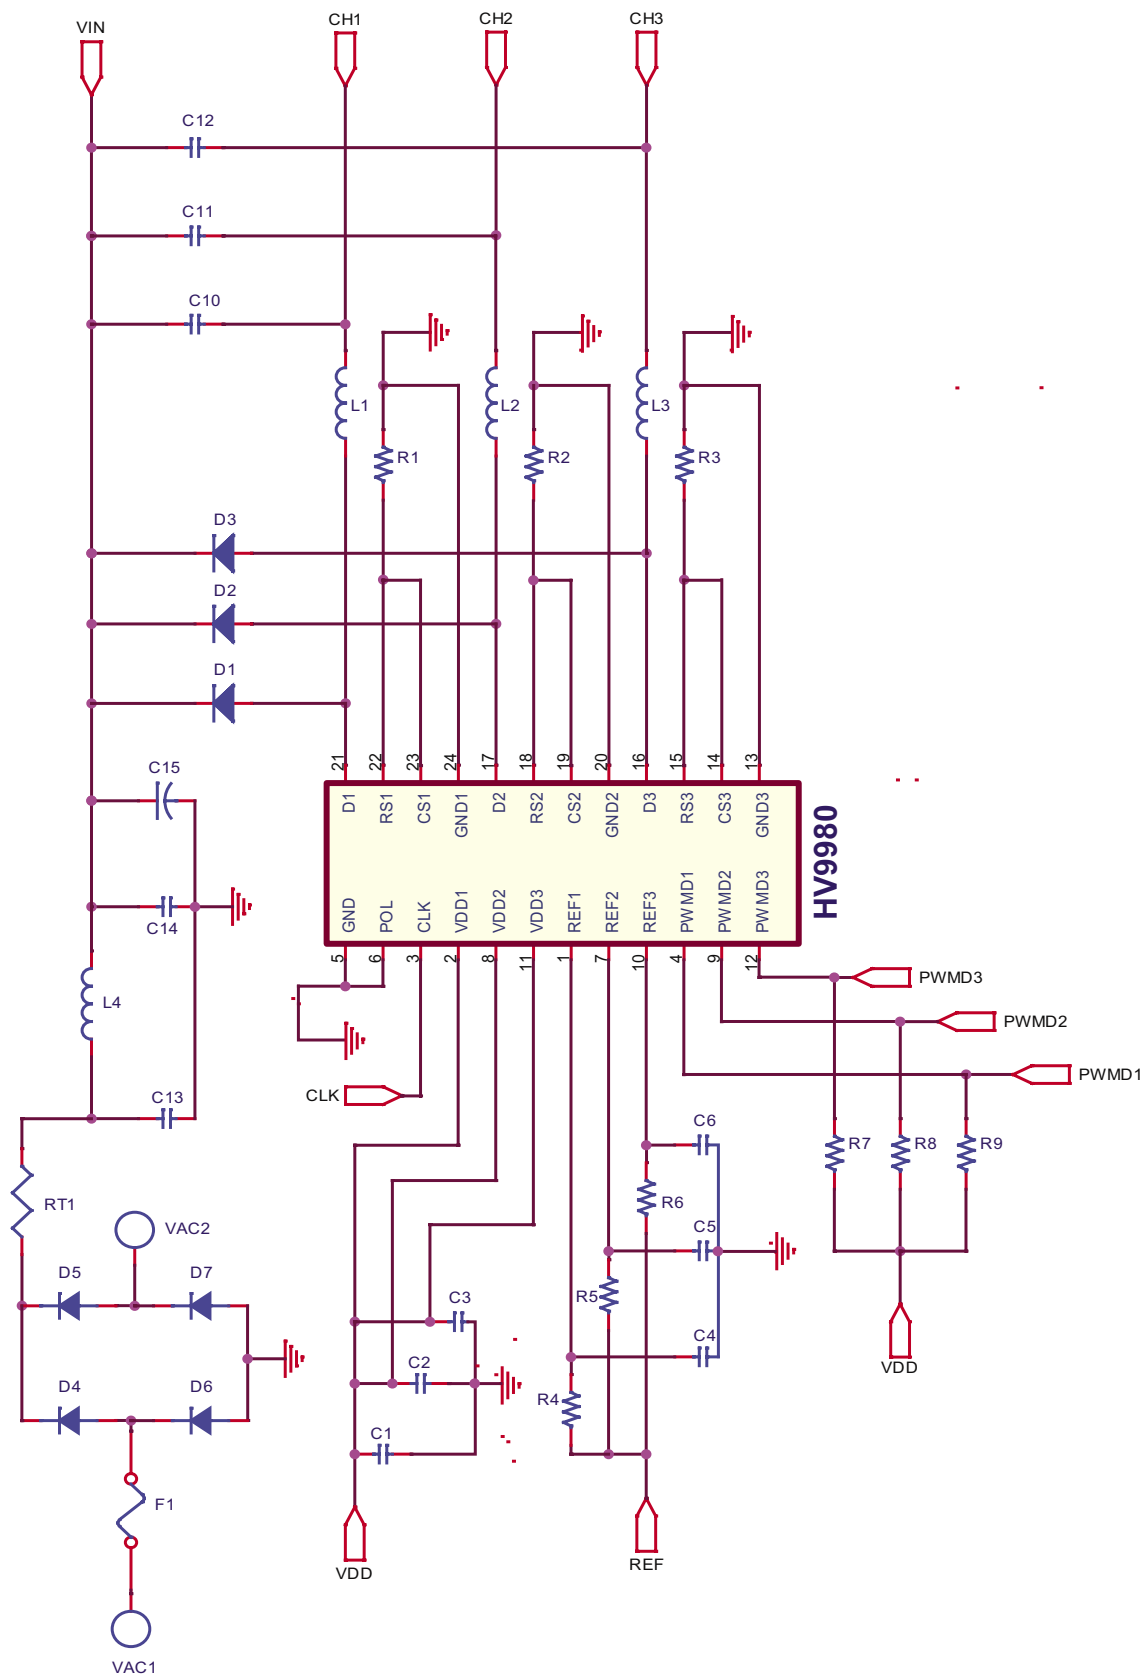 VIN
CH1
CH2
CH3
C12
C11
C10
L1
L2
L3
R1
R2
R3
D3
D2
D1
C15
C14
L4
C13
21
22
23
24
17
18
19
20
16
15
14
13
D1
RS1
CS1
GND1
D2
RS2
CS2
GND2
D3
RS3
CS3
GND3
HV9980
GND
POL
CLK
VDD1
VDD2
VDD3
REF1
REF2
REF3
PWMD1
PWMD2
PWMD3
5
6
3
2
8
11
1
7
10
4
9
12
PWMD3
PWMD2
PWMD1
CLK
C6
R7
R8
R9
RT1
R6
VAC2
C5
D5
D7
R5
C3
C4
VDD
D4
D6
C2
R4
C1
F1
VDD
REF
VAC1